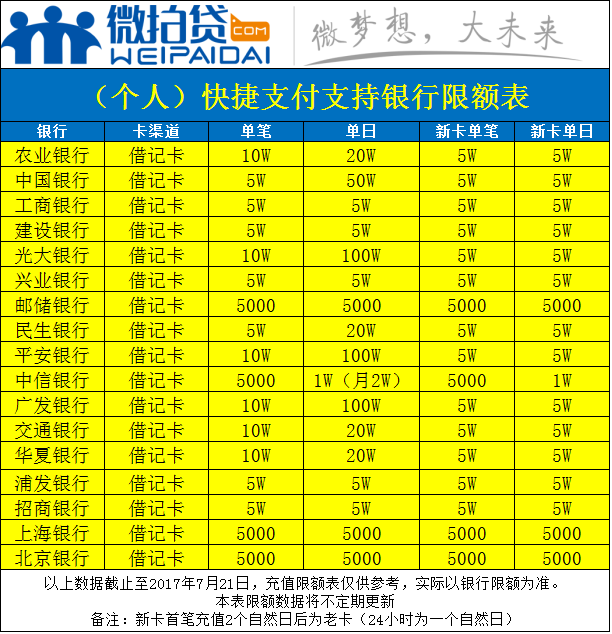 微拍贷.COM
WEIPAIDAI
微梦想，大未来
（个人）快捷支付支持银行限额表
银行 卡渠道 单笔 单日 新卡单笔 新卡单日
农业银行 借记卡 10W 20W 5W 5W
中国银行 借记卡 5W 50W 5W 5W
工商银行 借记卡 5W 5W 5W 5W
建设银行 借记卡 5W 5W 5W 5W
光大银行 借记卡 10W 100W 5W 5W
兴业银行 借记卡 5W 5W 5W 5W
邮储银行 借记卡 5000 5000 5000 5000
民生银行 借记卡 5W 20W 5W 5W
平安银行 借记卡 10W 100W 5W 5W
中信银行 借记卡 5000 1W（月2W） 5000 1W
广发银行 借记卡 10W 100W 5W 5W
交通银行 借记卡 10W 20W 5W 5W
华夏银行 借记卡 10W 20W 5W 5W
浦发银行 借记卡 5W 5W 5W 5W
招商银行 借记卡 5W 5W 5W 5W
上海银行 借记卡 5000 5000 5000 5000
北京银行 借记卡 5000 5000 5000 5000
以上数据截止至2017年7月21日，充值限额表仅供参考，实际以银行限额为准。
本表限额数据将不定期更新
备注：新卡首笔充值2个自然日后为老卡（24小时为一个自然日）